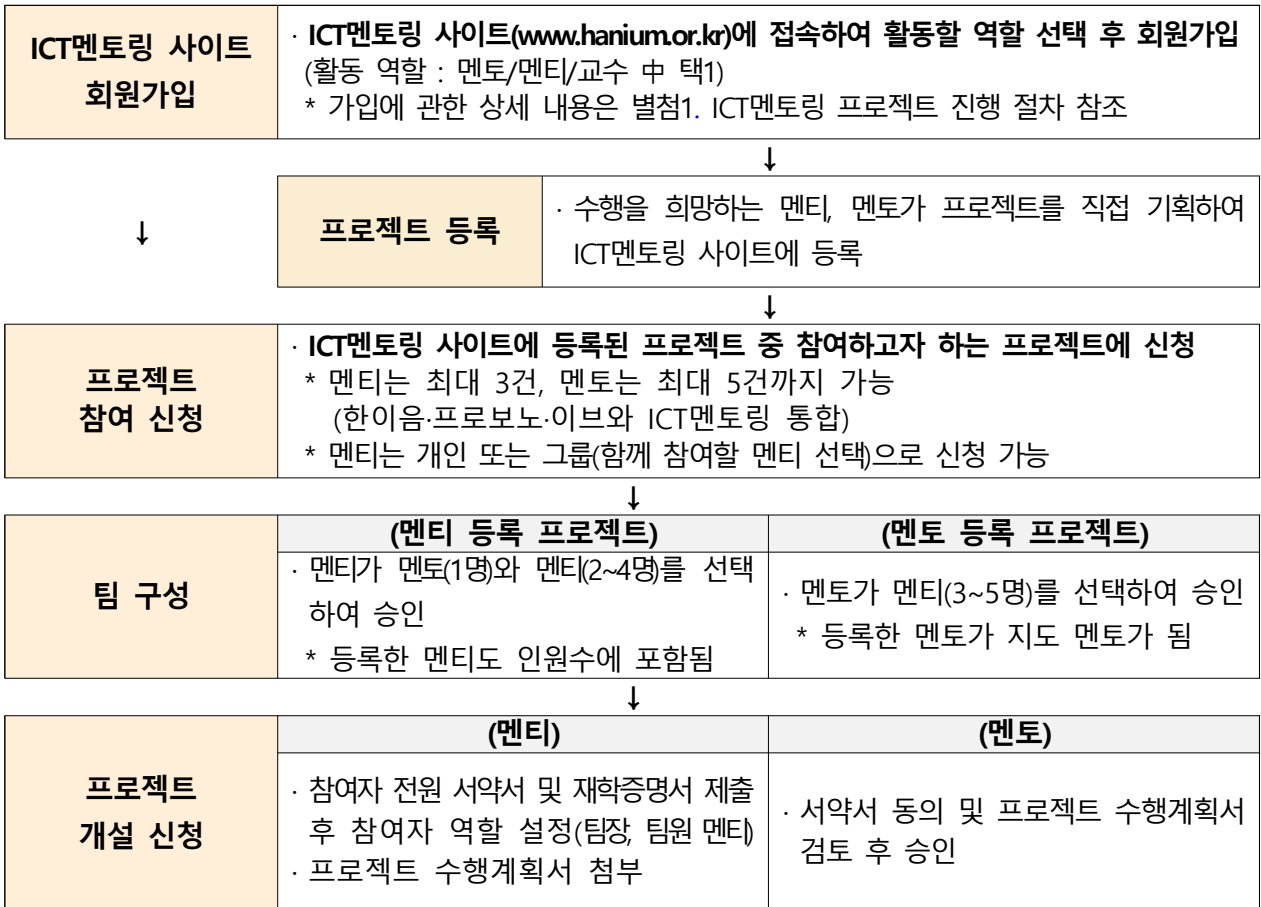 ICT멘토링 사이트
회원가입
· ICT멘토링 사이트(www.hanium.or.kr)에 접속하여 활동할 역할 선택 후 회원가입
(활동 역할 : 멘토/멘티/교수 中 택1)
* 가입에 관한 상세 내용은 별첨1. ICT멘토링 프로젝트 진행 절차 참조
↓
↓
프로젝트 등록
· 수행을 희망하는 멘티, 멘토가 프로젝트를 직접 기획하여
ICT멘토링 사이트에 등록
↓
프로젝트
참여 신청
· ICT멘토링 사이트에 등록된 프로젝트 중 참여하고자 하는 프로젝트에 신청
* 멘티는 최대 3건, 멘토는 최대 5건까지 가능
(한이음·프로보노·이브와 ICT멘토링 통합)
* 멘티는 개인 또는 그룹(함께 참여할 멘티 선택)으로 신청 가능
↓
팀 구성
(멘티 등록 프로젝트)
· 멘티가 멘토(1명)와 멘티(2~4명)를 선택
하여 승인
* 등록한 멘티도 인원수에 포함됨
(멘토 등록 프로젝트)
· 멘토가 멘티(3~5명)를 선택하여 승인
* 등록한 멘토가 지도 멘토가 됨
↓
프로젝트
개설 신청
(멘티)
· 참여자 전원 서약서 및 재학증명서 제출
후 참여자 역할 설정(팀장, 팀원 멘티)
· 프로젝트 수행계획서 첨부
(멘토)
· 서약서 동의 및 프로젝트 수행계획서
검토 후 승인